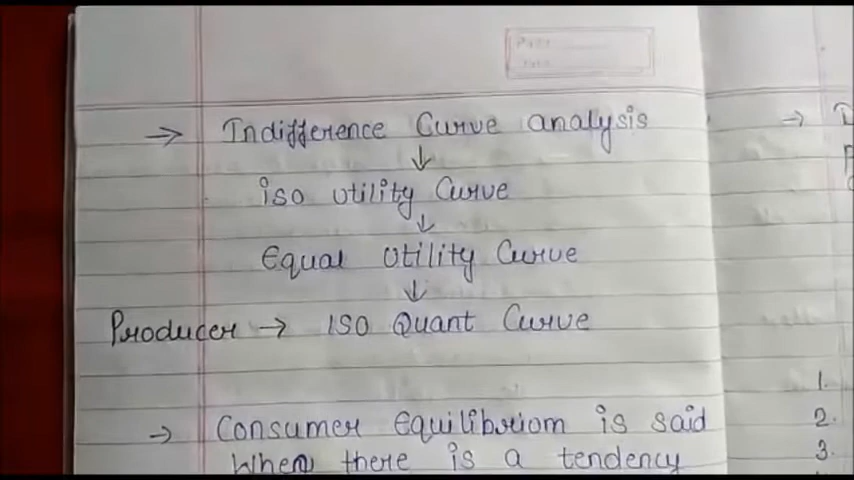 → Indifference Curve analysis
↓
iso utility Curve
↓
Equal utility Curve
↓
Producer → ISO Quant Curve
→ Consumer Equilibriom is said
When there is a tendency
→
1.
2.
3.